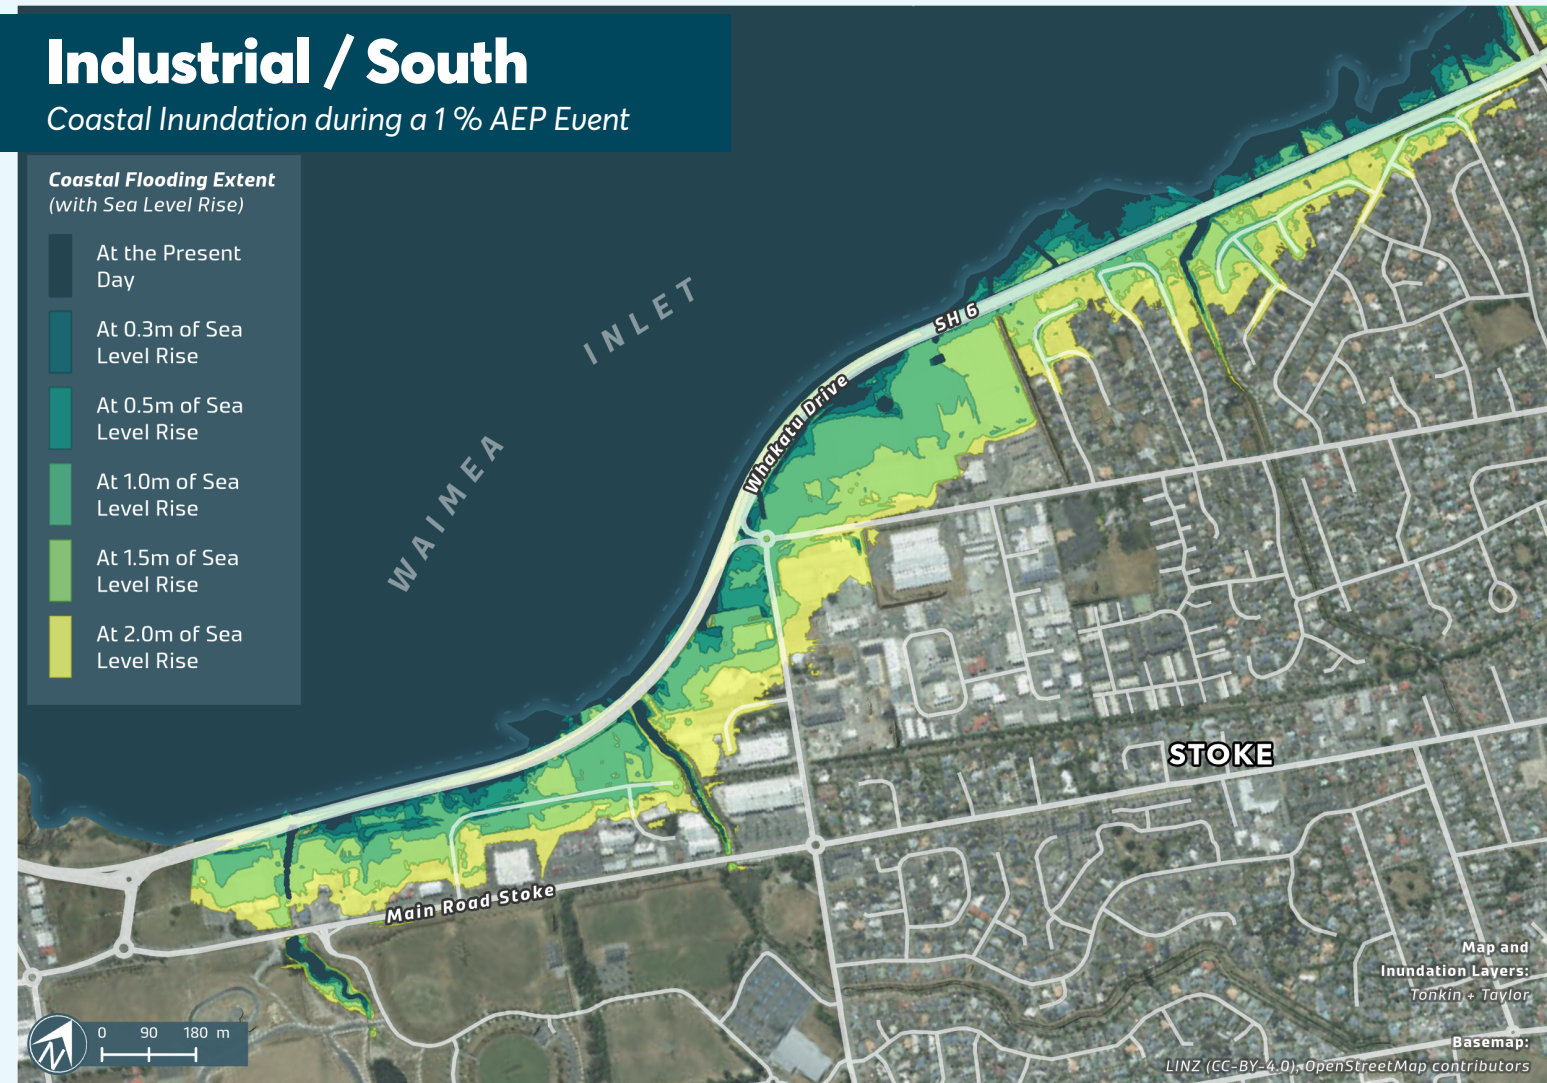 Industrial / South
Coastal Inundation during a 1 % AEP Event
Coastal Flooding Extent
(with Sea Level Rise)
At the Present
Day
At 0.3m of Sea
Level Rise
At 0.5m of Sea
Level Rise
At 1.0m of Sea
Level Rise
At 1.5m of Sea
Level Rise
At 2.0m of Sea
Level Rise
WAIMEA INLET
SH 6
Whakatu Drive
STOKE
Main Road Stoke
N
0 90 180 m
Map and
Inundation Layers:
Tonkin + Taylor
Basemap:
LINZ (CC-BY-4.0), OpenStreetMap contributors